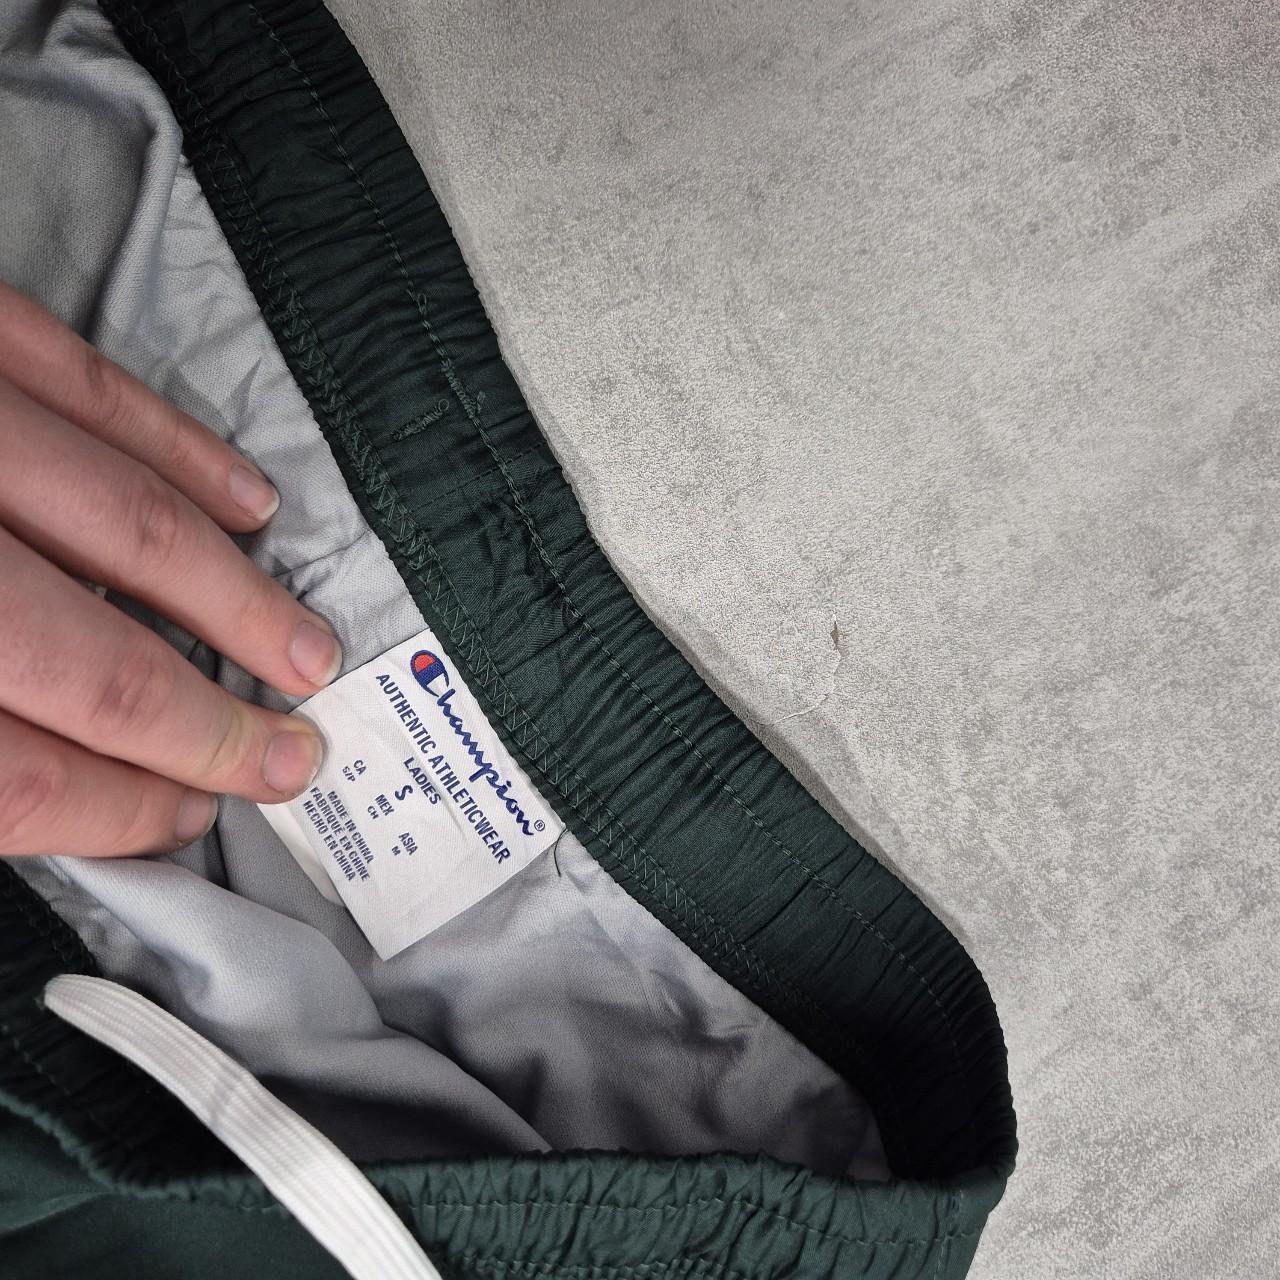 Champion®
AUTHENTIC ATHLETICWEAR
LADIES
S
CA MEX ASIA
S/P CH M
MADE IN CHINA
FABRIQUÉ EN CHINE
HECHO EN CHINA